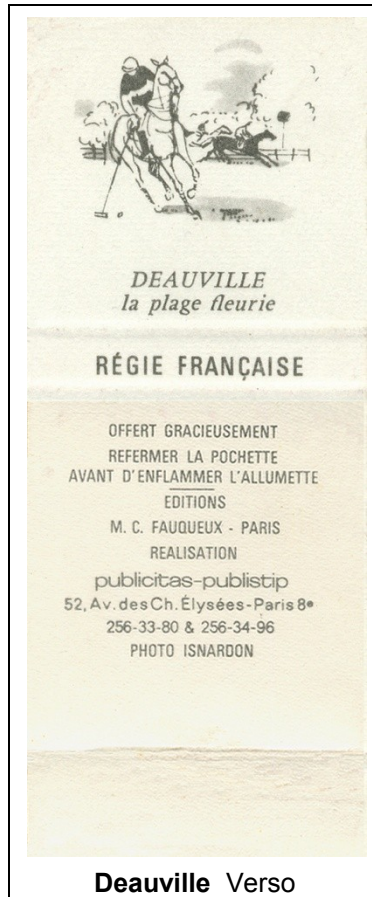 DEAUVILLE
la plage fleurie
RÉGIE FRANÇAISE
OFFERT GRACIEUSEMENT
REFERMER LA POCHETTE
AVANT D'ENFLAMMER L'ALLUMETTE
EDITIONS
M. C. FAUQUEUX - PARIS
REALISATION
publicitas-publistip
52, Av. des Ch. Élysées - Paris 8e
256-33-80 & 256-34-96
PHOTO ISNARDON
Deauville Verso